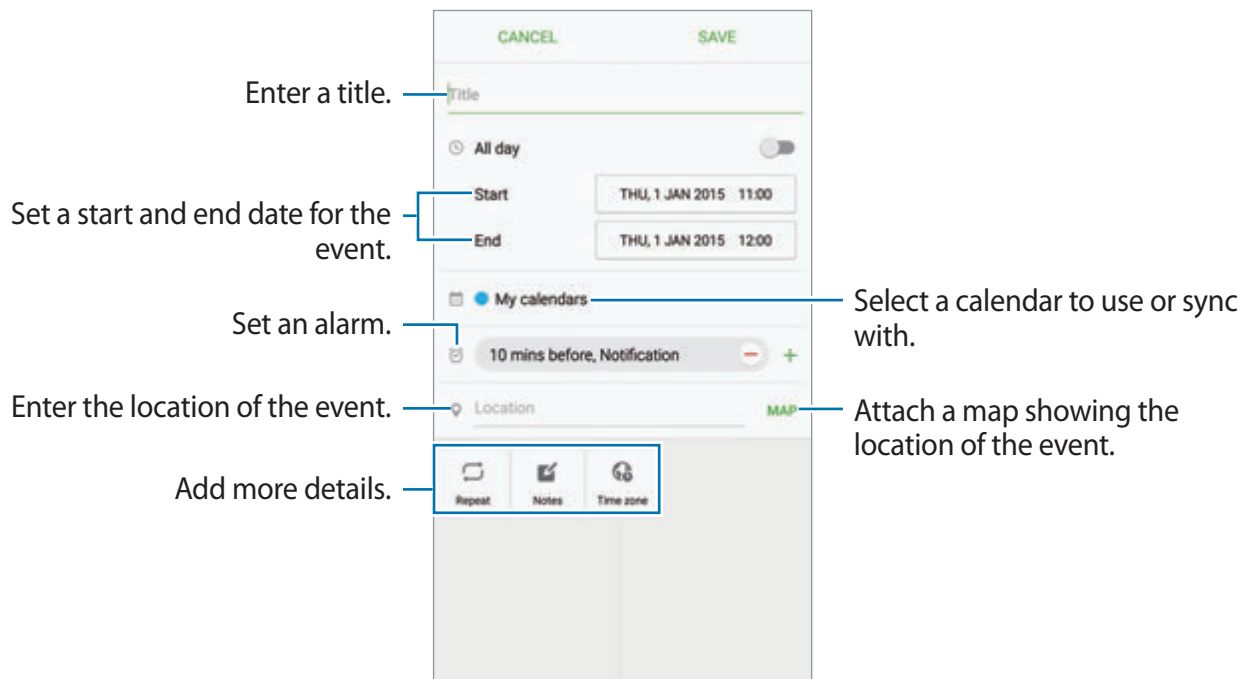 CANCEL SAVE
Enter a title.
Title
All day
Start THU, 1 JAN 2015 11:00
Set a start and end date for the
event.
End THU, 1 JAN 2015 12:00
My calendars
Select a calendar to use or sync
with.
Set an alarm.
10 mins before, Notification
Enter the location of the event.
Location MAP
Attach a map showing the
location of the event.
Add more details.
Repeat Notes Time zone